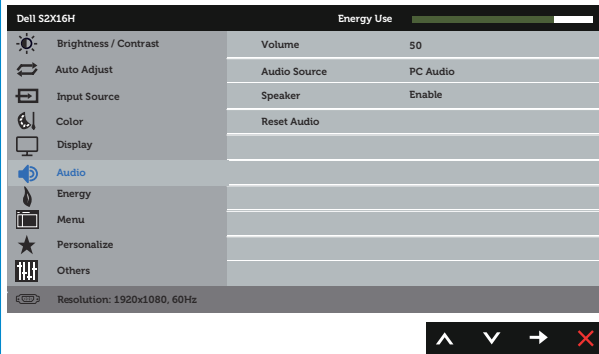 Dell S2X16H Energy Use
Brightness / Contrast Volume 50
Auto Adjust Audio Source PC Audio
Input Source Speaker Enable
Color Reset Audio
Display
Audio
Energy
Menu
Personalize
Others
Resolution: 1920x1080, 60Hz